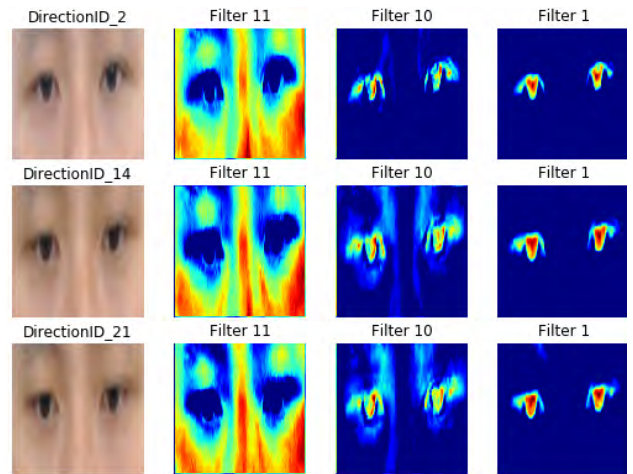 DirectionID_2 Filter 11 Filter 10 Filter 1
DirectionID_14 Filter 11 Filter 10 Filter 1
DirectionID_21 Filter 11 Filter 10 Filter 1